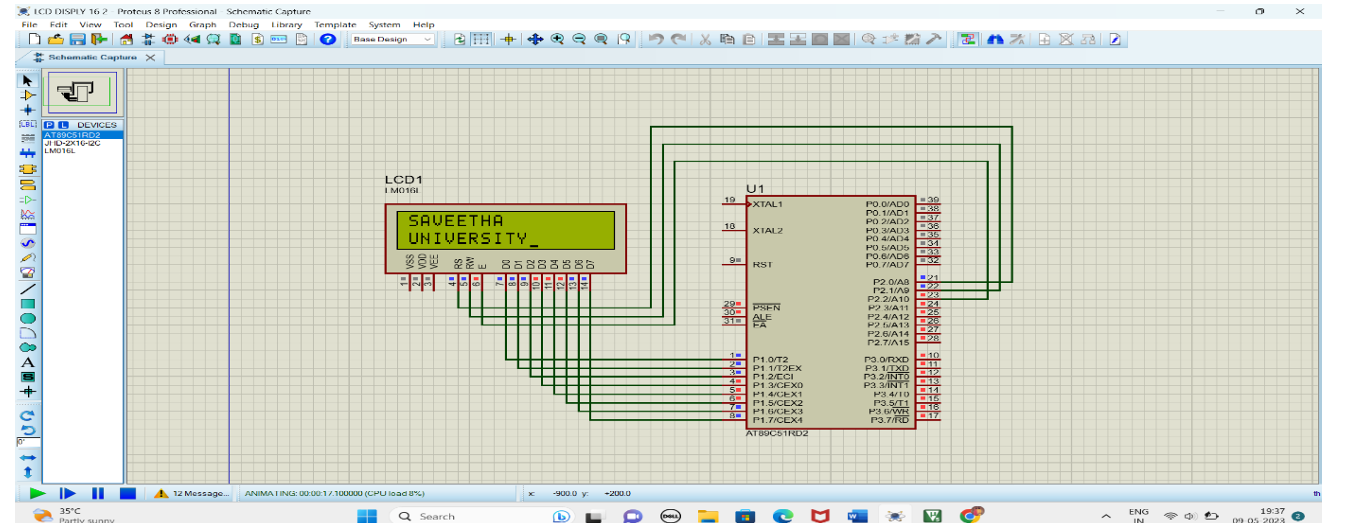 LCD DISPLY 16 2 - Proteus 8 Professional - Schematic Capture
File Edit View Tool Design Graph Debug Library Template System Help
Base Design
Schematic Capture
P L DEVICES
AT89C51RD2
JHD-2X16-I2C
LM016L
LCD1
LM016L
SAVEETHA
UNIVERSITY_
VSS
VDD
VEE
RS
RW
E
D0
D1
D2
D3
D4
D5
D6
D7
1
2
3
4
5
6
7
8
9
10
11
12
13
14
U1
19 XTAL1
18 XTAL2
9 RST
29 PSEN
30 ALE
31 EA
1 P1.0/T2
2 P1.1/T2EX
3 P1.2/ECI
4 P1.3/CEX0
5 P1.4/CEX1
6 P1.5/CEX2
7 P1.6/CEX3
8 P1.7/CEX4
P0.0/AD0 39
P0.1/AD1 38
P0.2/AD2 37
P0.3/AD3 36
P0.4/AD4 35
P0.5/AD5 34
P0.6/AD6 33
P0.7/AD7 32
P2.0/A8 21
P2.1/A9 22
P2.2/A10 23
P2.3/A11 24
P2.4/A12 25
P2.5/A13 26
P2.6/A14 27
P2.7/A15 28
P3.0/RXD 10
P3.1/TXD 11
P3.2/INT0 12
P3.3/INT1 13
P3.4/T0 14
P3.5/T1 15
P3.6/WR 16
P3.7/RD 17
AT89C51RD2
0°
12 Message...
ANIMATING: 00:00:17.100000 (CPU load 8%)
x: -900.0 y: +200.0
th
35°C
Partly sunny
Search
ENG
IN
19:37
09-05-2023
2